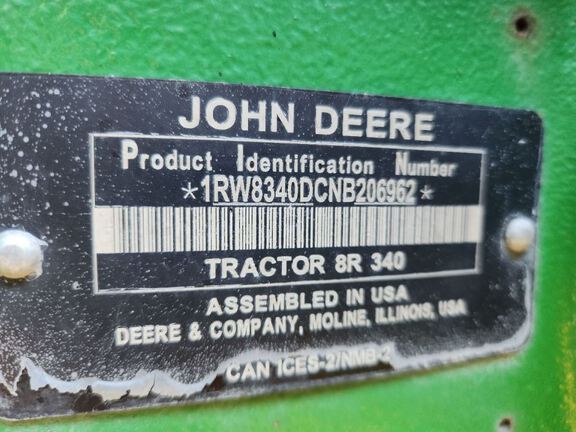 JOHN DEERE
Product Identification Number
*1RW8340DCNB206962*
TRACTOR 8R 340
ASSEMBLED IN USA
DEERE & COMPANY, MOLINE, ILLINOIS, USA
CAN ICES-2/NMB-2